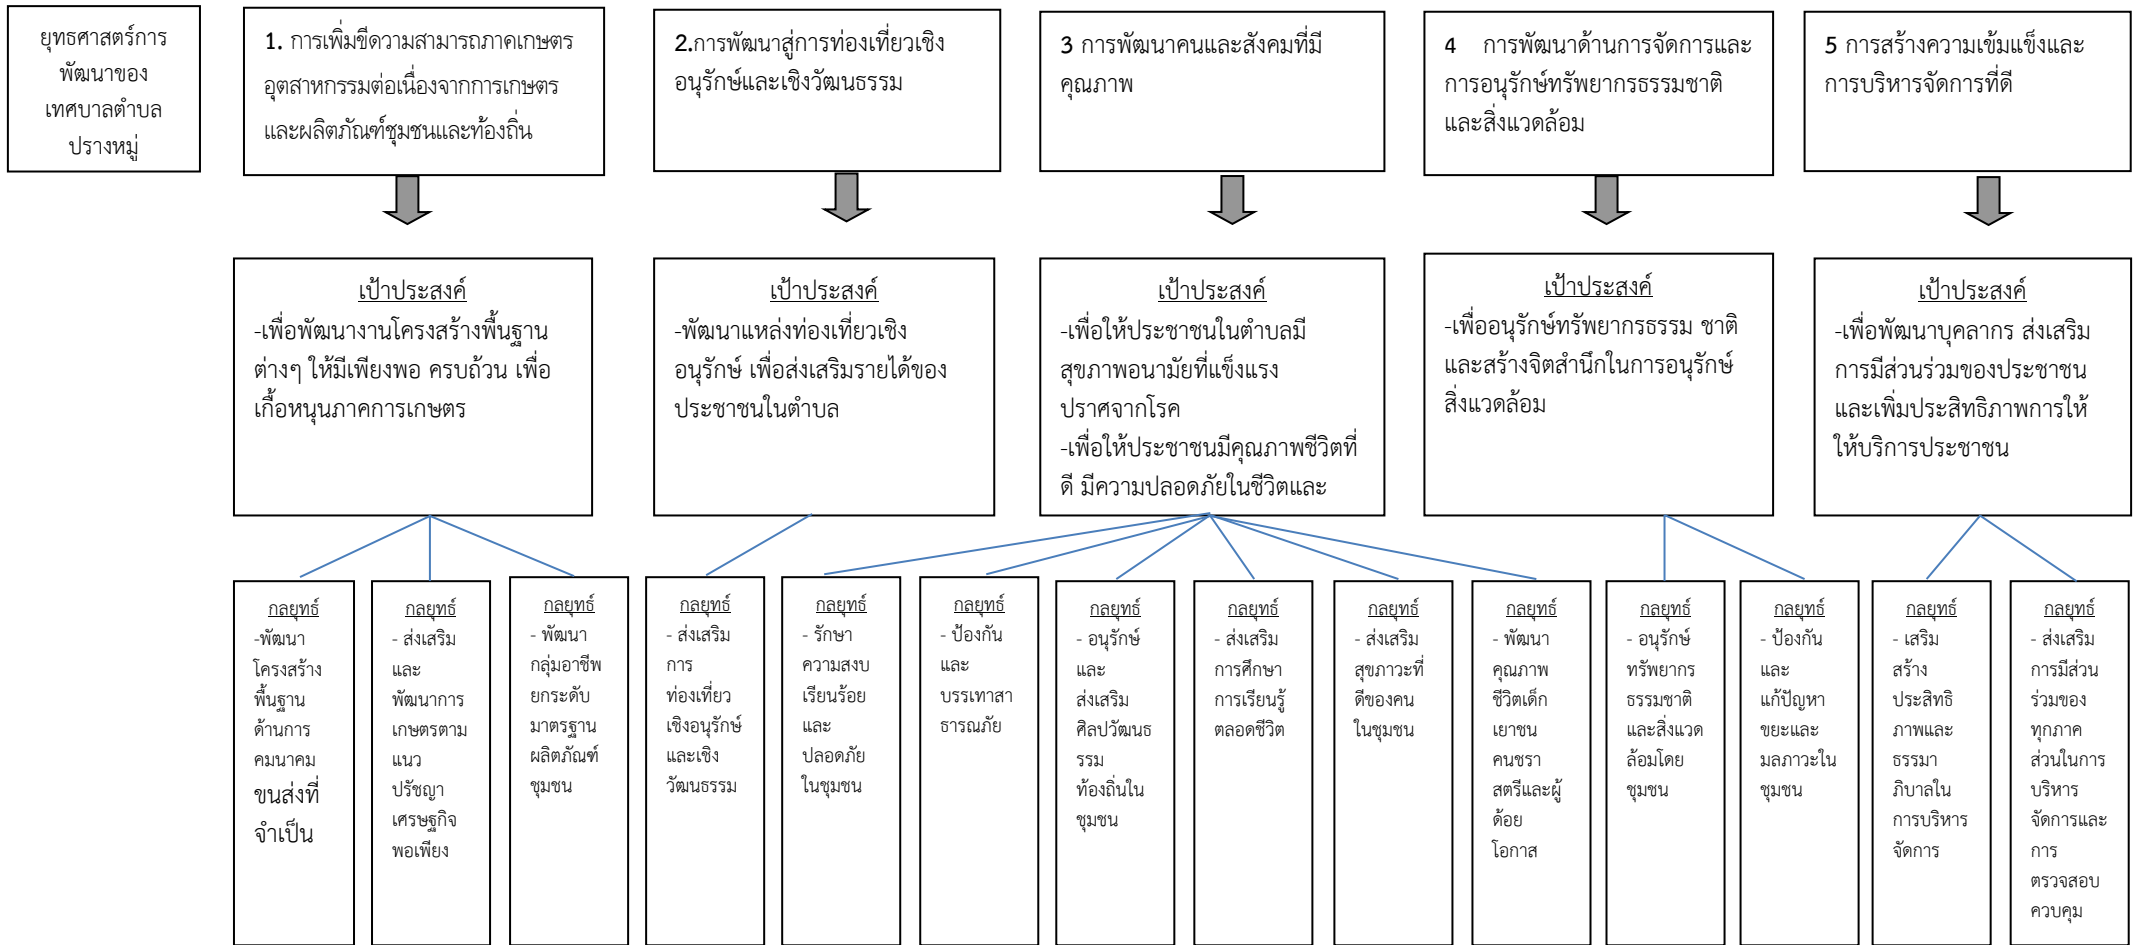 ยุทธศาสตร์การ
พัฒนาของ
เทศบาลตำบล
ปรางหมู่
1. การเพิ่มขีดความสามารถภาคเกษตร
อุตสาหกรรมต่อเนื่องจากการเกษตร
และผลิตภัณฑ์ชุมชนและท้องถิ่น
2.การพัฒนาสู่การท่องเที่ยวเชิง
อนุรักษ์และเชิงวัฒนธรรม
3 การพัฒนาคนและสังคมที่มี
คุณภาพ
4 การพัฒนาด้านการจัดการและ
การอนุรักษ์ทรัพยากรธรรมชาติ
และสิ่งแวดล้อม
5 การสร้างความเข้มแข็งและ
การบริหารจัดการที่ดี
เป้าประสงค์
-เพื่อพัฒนางานโครงสร้างพื้นฐาน
ต่างๆ ให้มีเพียงพอ ครบถ้วน เพื่อ
เกื้อหนุนภาคการเกษตร
เป้าประสงค์
-พัฒนาแหล่งท่องเที่ยวเชิง
อนุรักษ์ เพื่อส่งเสริมรายได้ของ
ประชาชนในตำบล
เป้าประสงค์
-เพื่อให้ประชาชนในตำบลมี
สุขภาพอนามัยที่แข็งแรง
ปราศจากโรค
-เพื่อให้ประชาชนมีคุณภาพชีวิตที่
ดี มีความปลอดภัยในชีวิตและ
เป้าประสงค์
-เพื่ออนุรักษ์ทรัพยากรธรรม ชาติ
และสร้างจิตสำนึกในการอนุรักษ์
สิ่งแวดล้อม
เป้าประสงค์
-เพื่อพัฒนาบุคลากร ส่งเสริม
การมีส่วนร่วมของประชาชน
และเพิ่มประสิทธิภาพการให้
ให้บริการประชาชน
กลยุทธ์
-พัฒนา
โครงสร้าง
พื้นฐาน
ด้านการ
คมนาคม
ขนส่งที่
จำเป็น
กลยุทธ์
- ส่งเสริม
และ
พัฒนาการ
เกษตรตาม
แนว
ปรัชญา
เศรษฐกิจ
พอเพียง
กลยุทธ์
- พัฒนา
กลุ่มอาชีพ
ยกระดับ
มาตรฐาน
ผลิตภัณฑ์
ชุมชน
กลยุทธ์
- ส่งเสริม
การ
ท่องเที่ยว
เชิงอนุรักษ์
และเชิง
วัฒนธรรม
กลยุทธ์
- รักษา
ความสงบ
เรียนร้อย
และ
ปลอดภัย
ในชุมชน
กลยุทธ์
- ป้องกัน
และ
บรรเทาสา
ธารณภัย
กลยุทธ์
- อนุรักษ์
และ
ส่งเสริม
ศิลปวัฒนธ
รรม
ท้องถิ่นใน
ชุมชน
กลยุทธ์
- ส่งเสริม
การศึกษา
การเรียนรู้
ตลอดชีวิต
กลยุทธ์
- ส่งเสริม
สุขภาวะที่
ดีของคน
ในชุมชน
กลยุทธ์
- พัฒนา
คุณภาพ
ชีวิตเด็ก
เยาชน
คนชรา
สตรีและผู้
ด้อย
โอกาส
กลยุทธ์
- อนุรักษ์
ทรัพยากร
ธรรมชาติ
และสิ่งแวด
ล้อมโดย
ชุมชน
กลยุทธ์
- ป้องกัน
และ
แก้ปัญหา
ขยะและ
มลภาวะใน
ชุมชน
กลยุทธ์
- เสริม
สร้าง
ประสิทธิ
ภาพและ
ธรรมา
ภิบาลใน
การบริหาร
จัดการ
กลยุทธ์
- ส่งเสริม
การมีส่วน
ร่วมของ
ทุกภาค
ส่วนในการ
บริหาร
จัดการและ
การ
ตรวจสอบ
ควบคุม